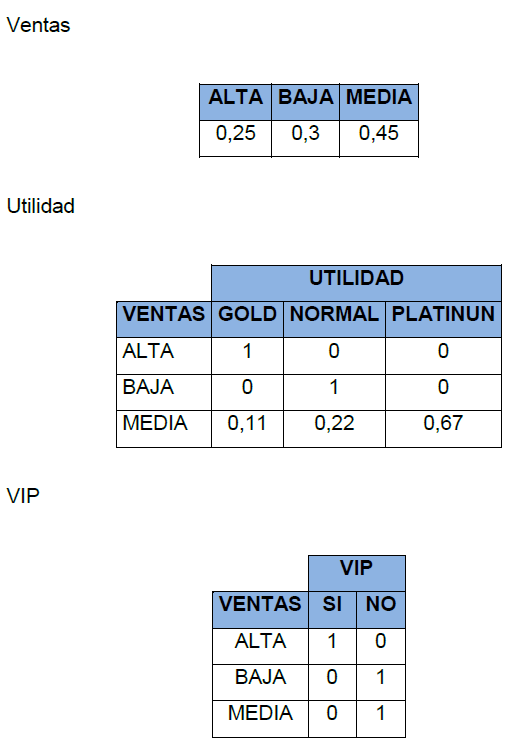 Ventas
ALTA BAJA MEDIA
0,25 0,3 0,45
Utilidad
UTILIDAD
VENTAS GOLD NORMAL PLATINUN
ALTA 1 0 0
BAJA 0 1 0
MEDIA 0,11 0,22 0,67
VIP
VIP
VENTAS SI NO
ALTA 1 0
BAJA 0 1
MEDIA 0 1